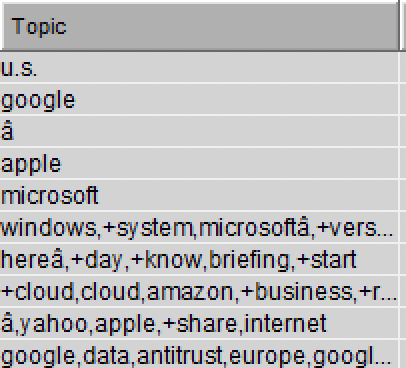 Topic
u.s.
google
â
apple
microsoft
windows,+system,microsoftâ,+vers...
hereâ,+day,+know,briefing,+start
+cloud,cloud,amazon,+business,+r...
â,yahoo,apple,+share,internet
google,data,antitrust,europe,googl...